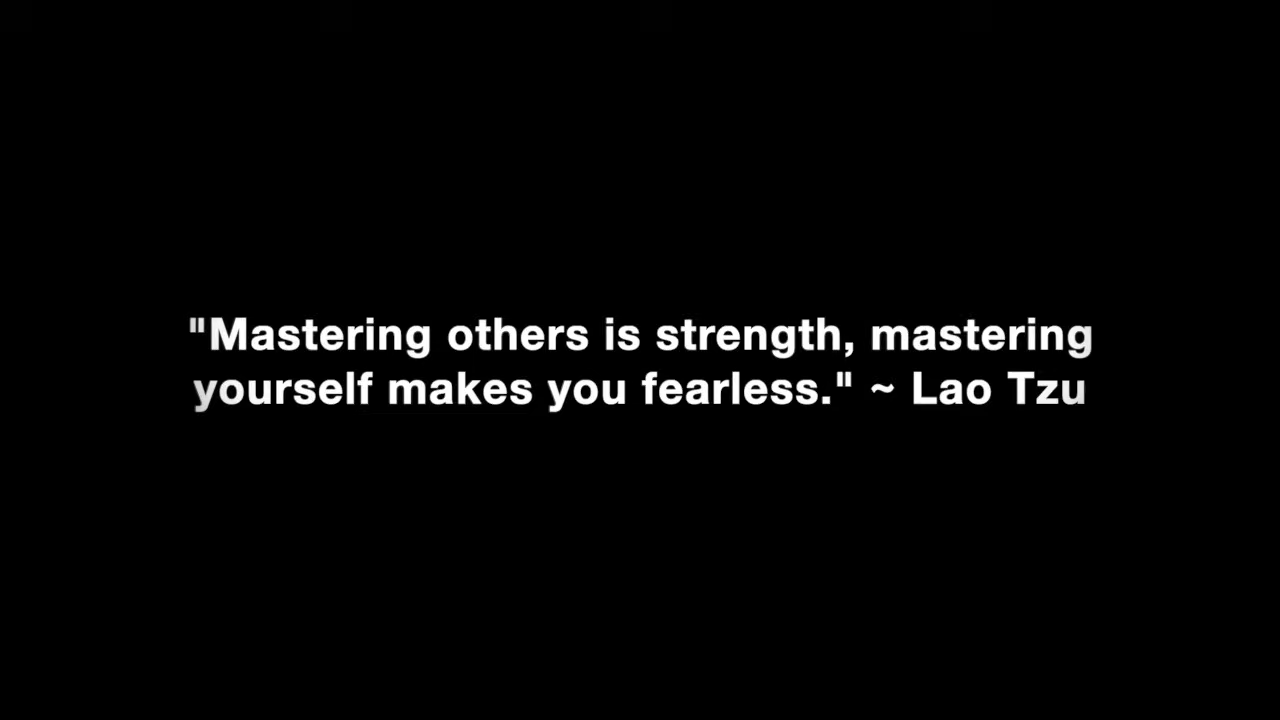 "Mastering others is strength, mastering
yourself makes you fearless." ~ Lao Tzu